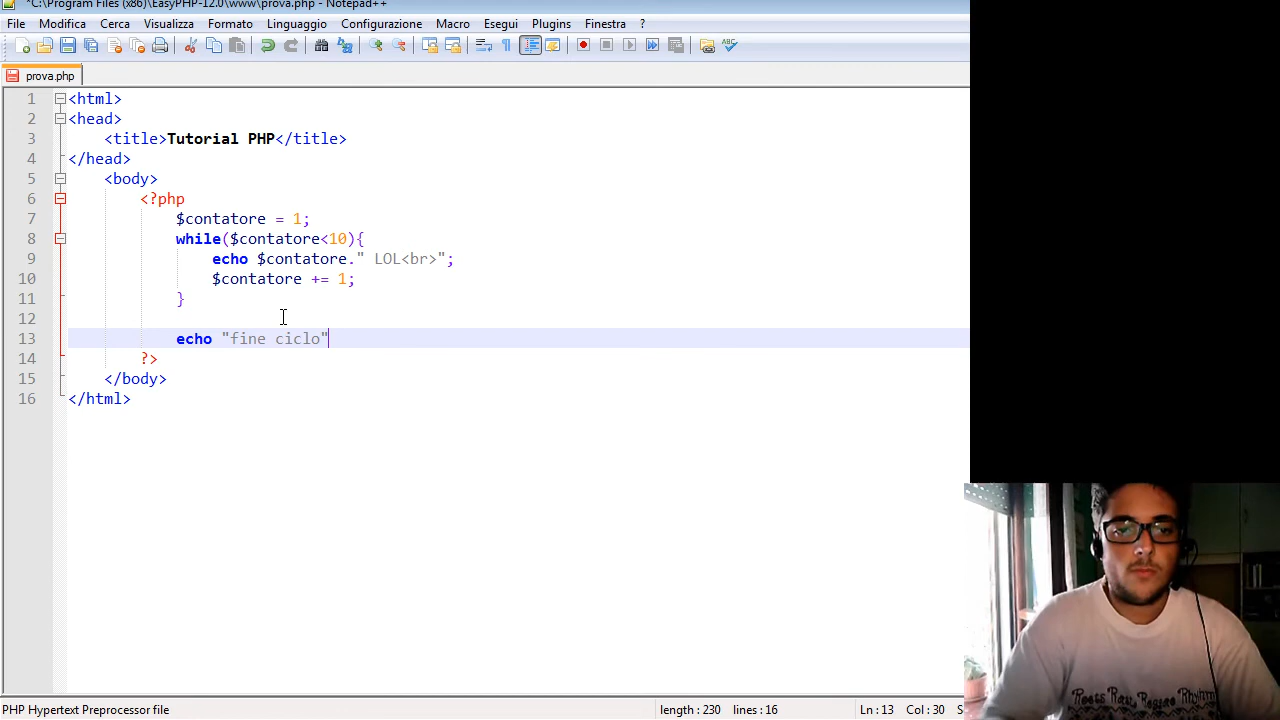 *C:\Program Files (x86)\EasyPHP-12.0\www\prova.php - Notepad++
File Modifica Cerca Visualizza Formato Linguaggio Configurazione Macro Esegui Plugins Finestra ?
prova.php
1 <html>
2 <head>
3 <title>Tutorial PHP</title>
4 </head>
5 <body>
6 <?php
7 $contatore = 1;
8 while($contatore<10){
9 echo $contatore." LOL<br>";
10 $contatore += 1;
11 }
12
13 echo "fine ciclo"
14 ?>
15 </body>
16 </html>
PHP Hypertext Preprocessor file length : 230 lines : 16 Ln : 13 Col : 30 S
Roots Reggae Rhythm